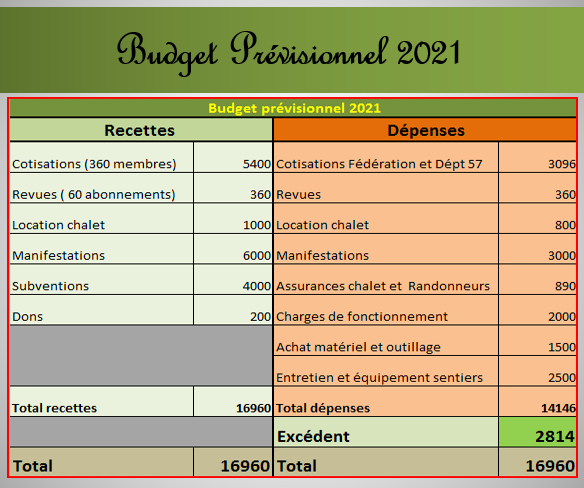 Budget Prévisionnel 2021
Budget prévisionnel 2021
Recettes Dépenses
Cotisations (360 membres) 5400 Cotisations Fédération et Dépt 57 3096
Revues ( 60 abonnements) 360 Revues 360
Location chalet 1000 Location chalet 800
Manifestations 6000 Manifestations 3000
Subventions 4000 Assurances chalet et Randonneurs 890
Dons 200 Charges de fonctionnement 2000
Achat matériel et outillage 1500
Entretien et équipement sentiers 2500
Total recettes 16960 Total dépenses 14146
Excédent 2814
Total 16960 Total 16960